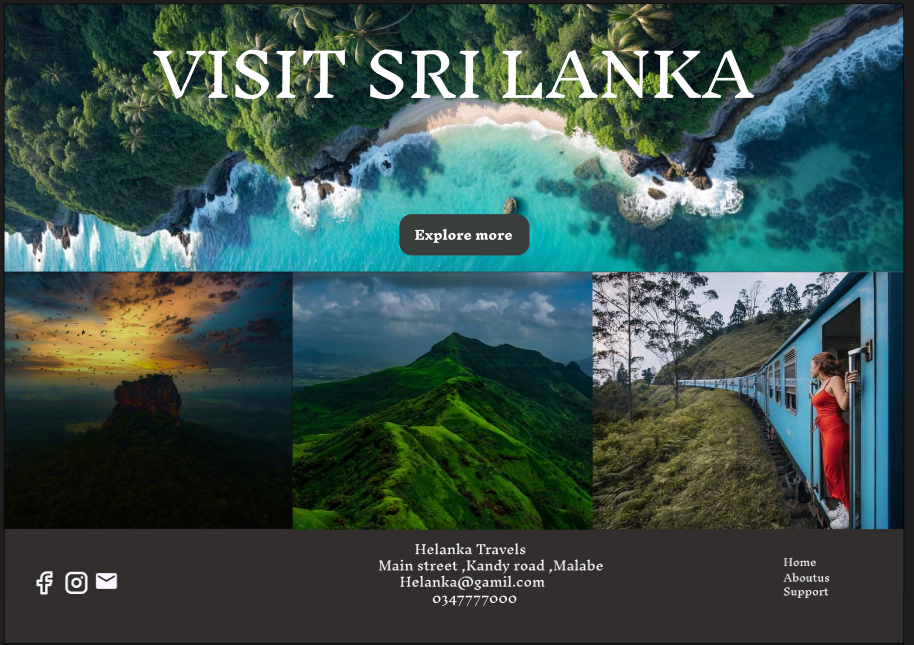 VISIT SRI LANKA
Explore more
Helanka Travels
Main street ,Kandy road ,Malabe
Helanka@gamil.com
0347777000
Home
Aboutus
Support